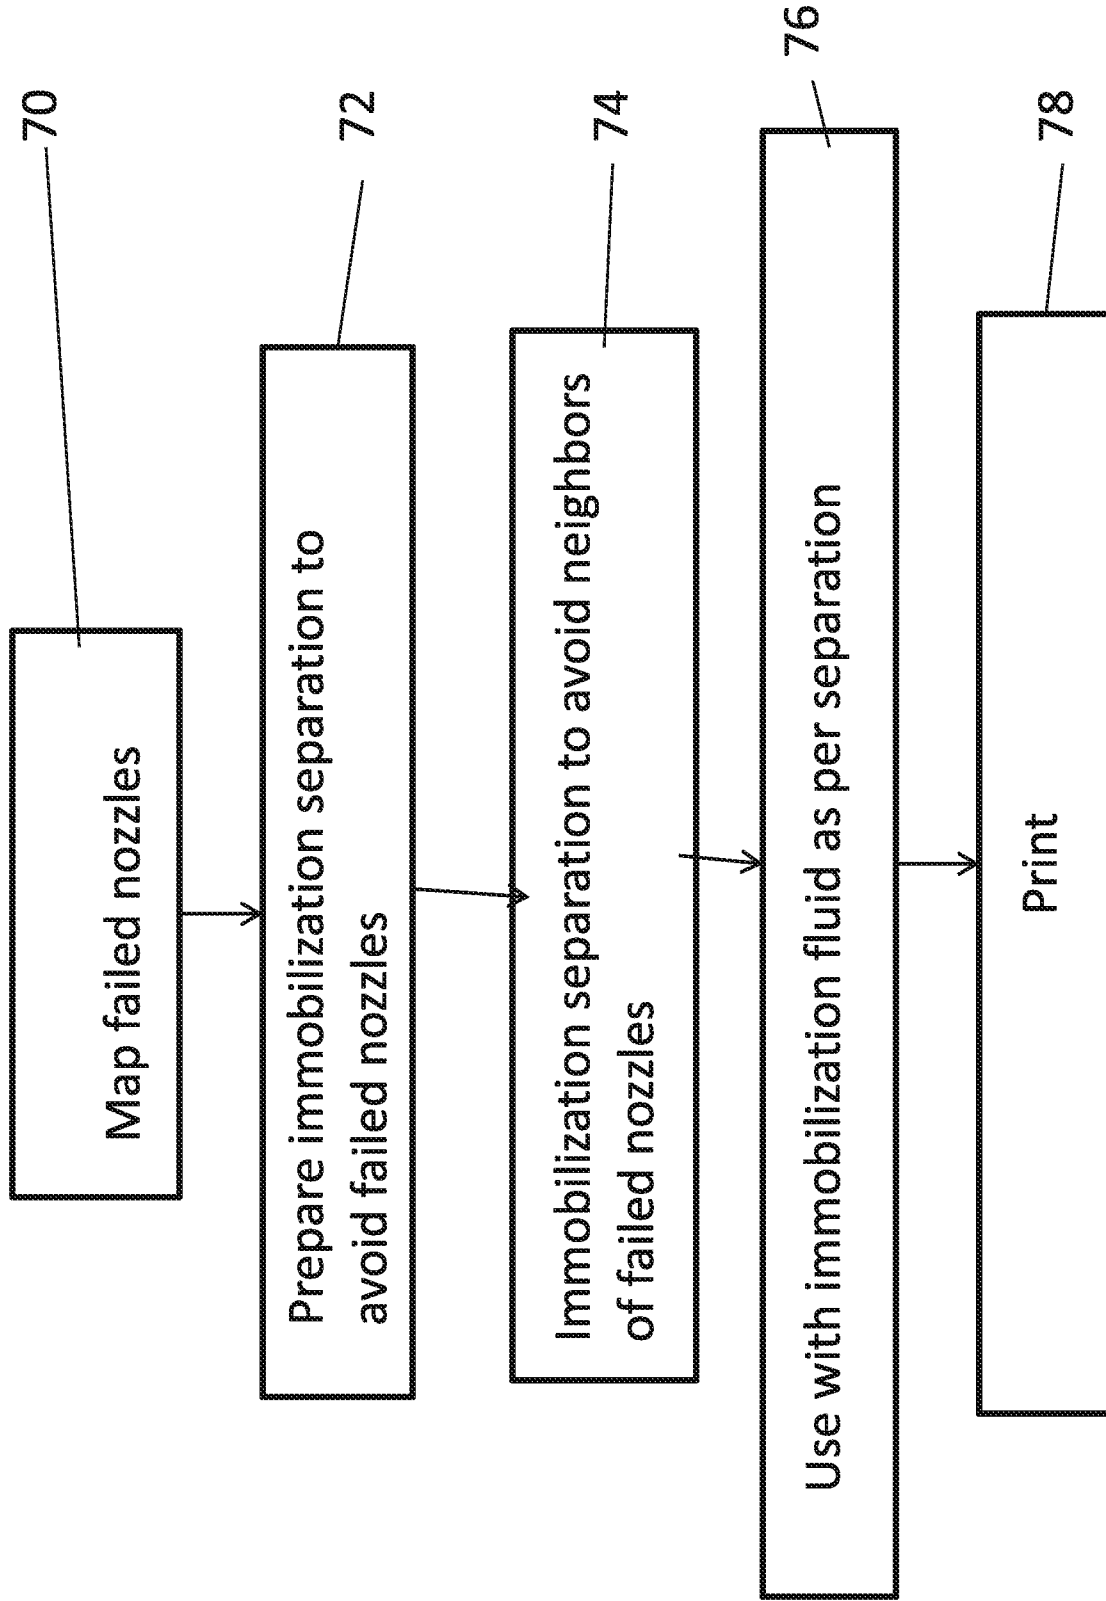 Map failed nozzles
70
Prepare immobilization separation to
avoid failed nozzles
72
Immobilization separation to avoid neighbors
of failed nozzles
74
Use with immobilization fluid as per separation
76
Print
78